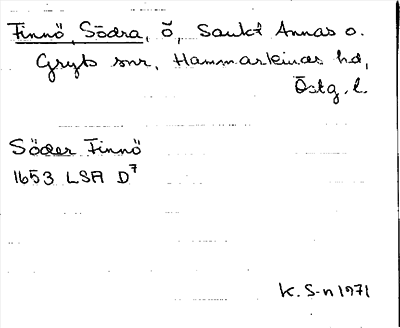 Finnö, Södra, ö, Sankt Annas o.
Gryts snr, Hammarkinds hd,
Östg. l.
Söder Finnö
1653 LSA D7
K. S-n 1971